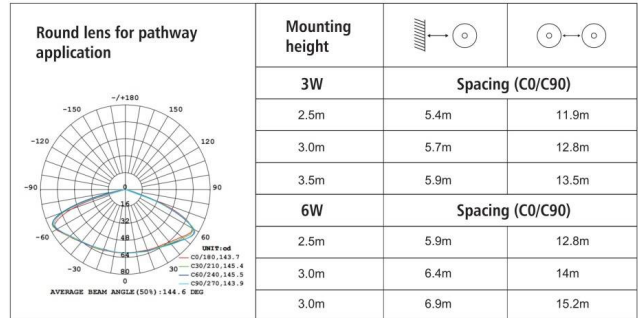 Round lens for pathway
application
Mounting
height
3W
Spacing (C0/C90)
2.5m 5.4m 11.9m
3.0m 5.7m 12.8m
3.5m 5.9m 13.5m
6W
Spacing (C0/C90)
2.5m 5.9m 12.8m
3.0m 6.4m 14m
3.0m 6.9m 15.2m
-/+180
-150 150
-120 120
-90 0 90
16
32
-60 48 60
64
-30 80 30
0
UNIT:cd
C0/180,143.7
C30/210,145.4
C60/240,145.5
C90/270,143.9
AVERAGE BEAM ANGLE(50%):144.6 DEG